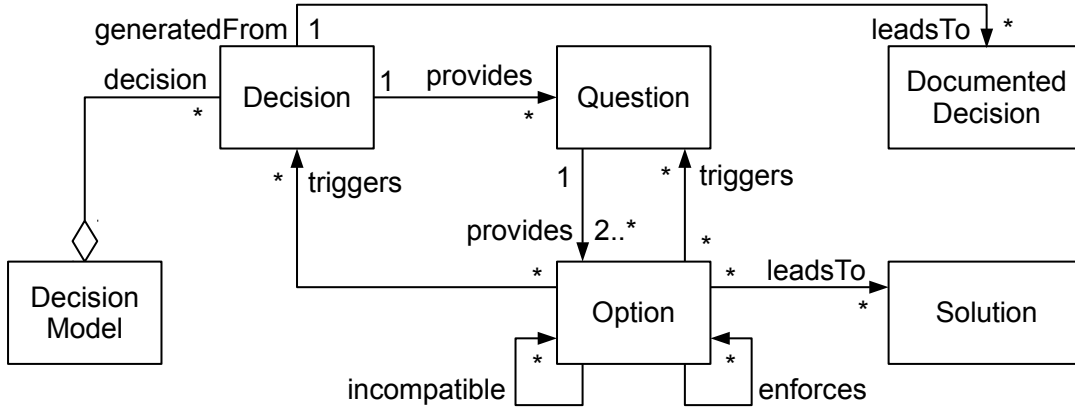 generatedFrom 1
leadsTo *
decision
*
Decision
1 provides
*
Question
Documented
Decision
* triggers
1
* triggers
provides 2..*
*
*
* leadsTo
*
Decision
Model
Option
Solution
*
*
incompatible
*
*
enforces